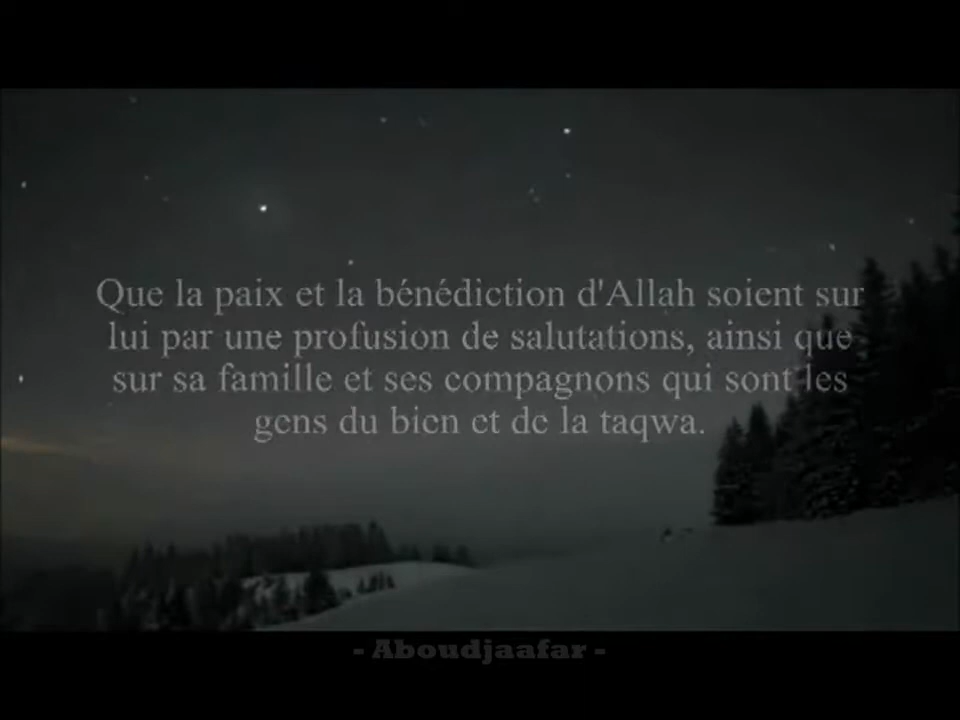 Que la paix et la bénédiction d'Allah soient sur
lui par une profusion de salutations, ainsi que
sur sa famille et ses compagnons qui sont les
gens du bien et de la taqwa.
- Aboudjaafar -